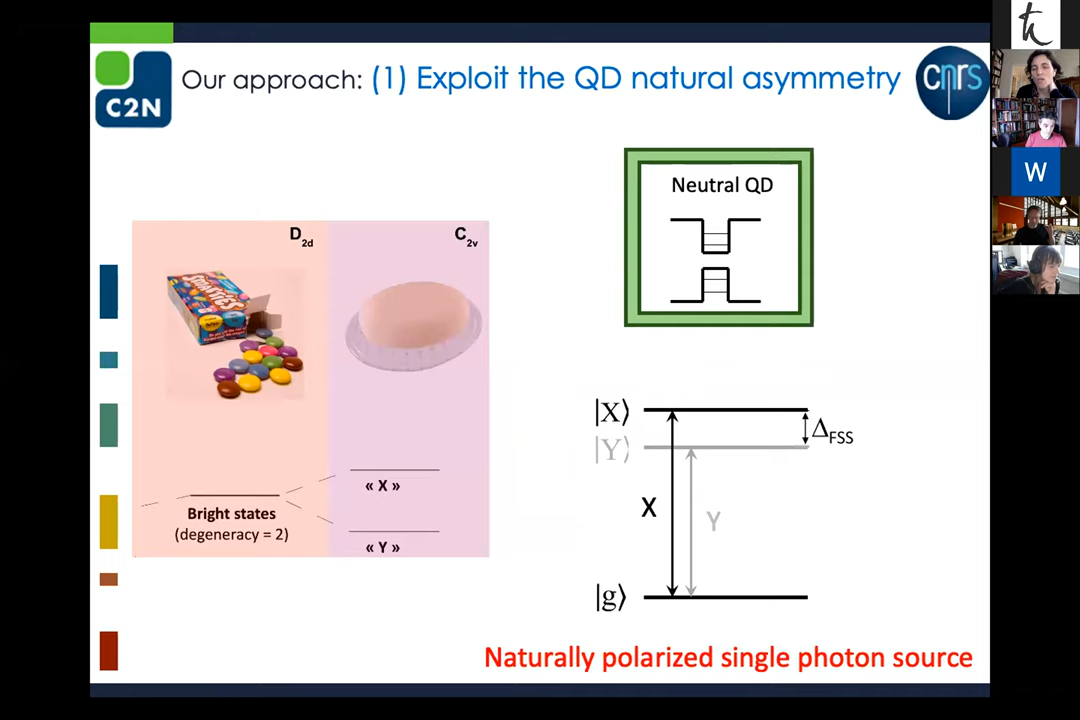 Our approach: (1) Exploit the QD natural asymmetry
C2N
cnrs
W
Neutral QD
D2d
C2v
SMARTIES
« X »
Bright states
(degeneracy = 2)
« Y »
|X⟩
ΔFSS
|Y⟩
X
Y
|g⟩
Naturally polarized single photon source